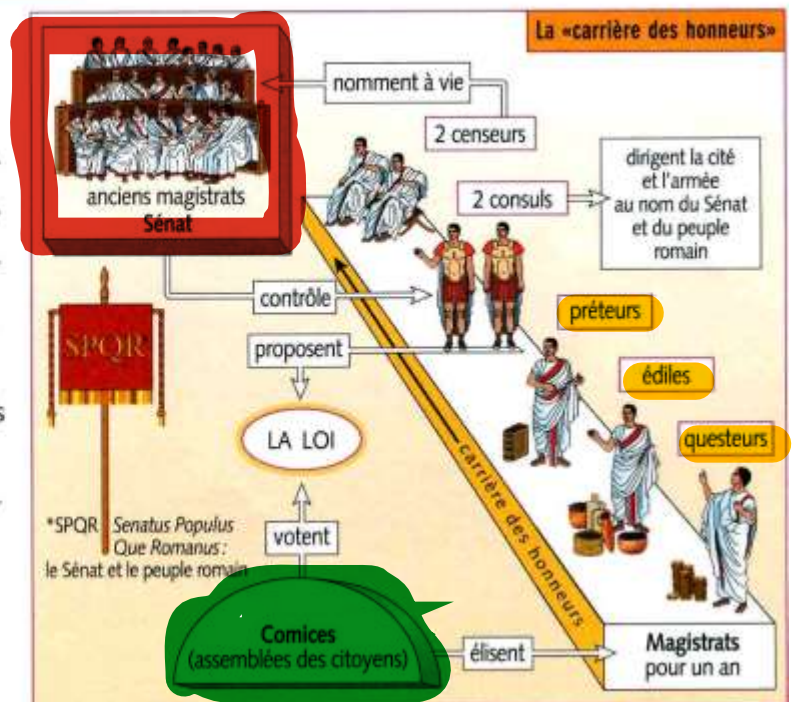 La «carrière des honneurs»
nomment à vie
2 censeurs
anciens magistrats
Sénat
2 consuls
dirigent la cité
et l'armée
au nom du Sénat
et du peuple
romain
contrôle
préteurs
SPQR
proposent
édiles
LA LOI
questeurs
carrière des honneurs
*SPQR Senatus Populus
Que Romanus :
le Sénat et le peuple romain
votent
Comices
(assemblées des citoyens)
élisent
Magistrats
pour un an